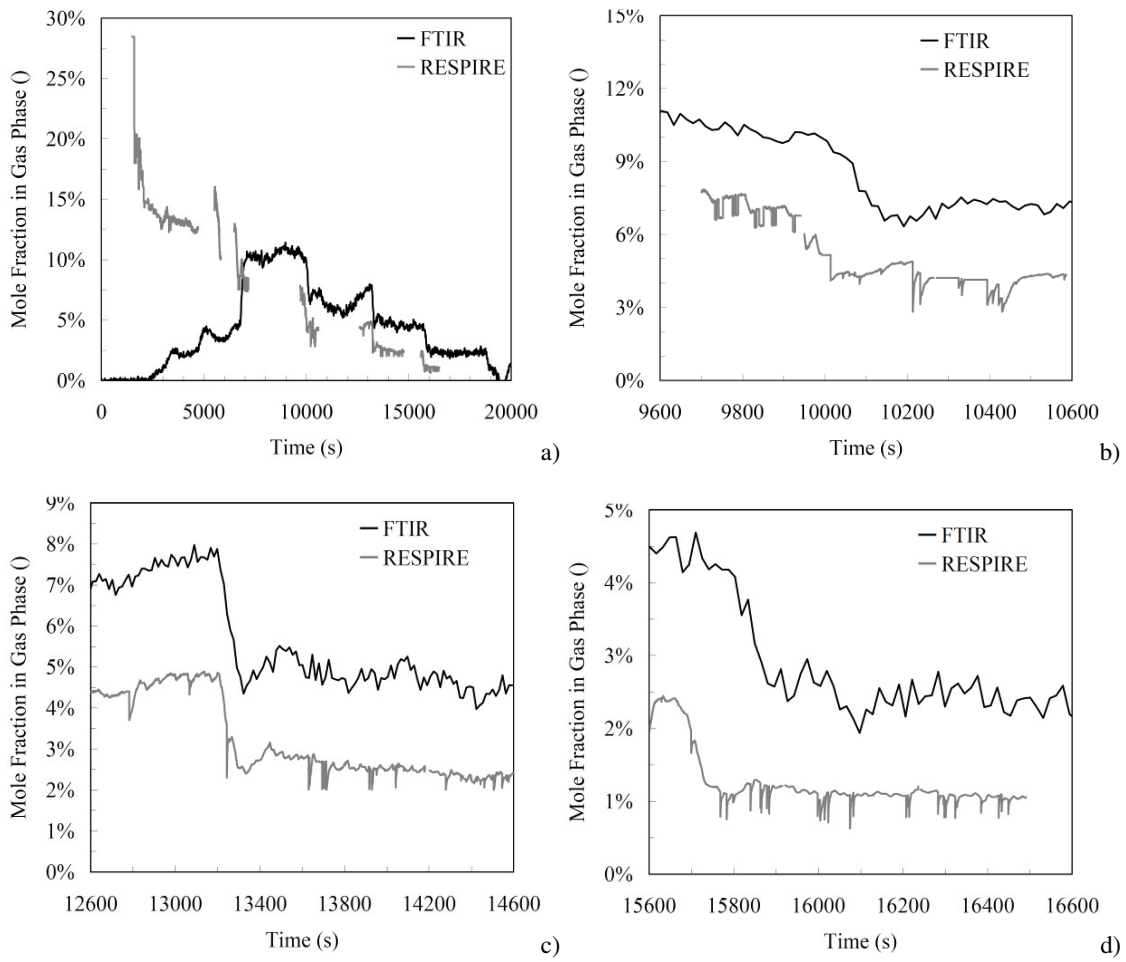 30%
25%
20%
15%
10%
5%
0%
Mole Fraction in Gas Phase ()
FTIR
RESPIRE
0 5000 10000 15000 20000
Time (s)
a)
15%
12%
9%
6%
3%
0%
Mole Fraction in Gas Phase ()
FTIR
RESPIRE
9600 9800 10000 10200 10400 10600
Time (s)
b)
9%
8%
7%
6%
5%
4%
3%
2%
1%
0%
Mole Fraction in Gas Phase ()
FTIR
RESPIRE
12600 13000 13400 13800 14200 14600
Time (s)
c)
5%
4%
3%
2%
1%
0%
Mole Fraction in Gas Phase ()
FTIR
RESPIRE
15600 15800 16000 16200 16400 16600
Time (s)
d)